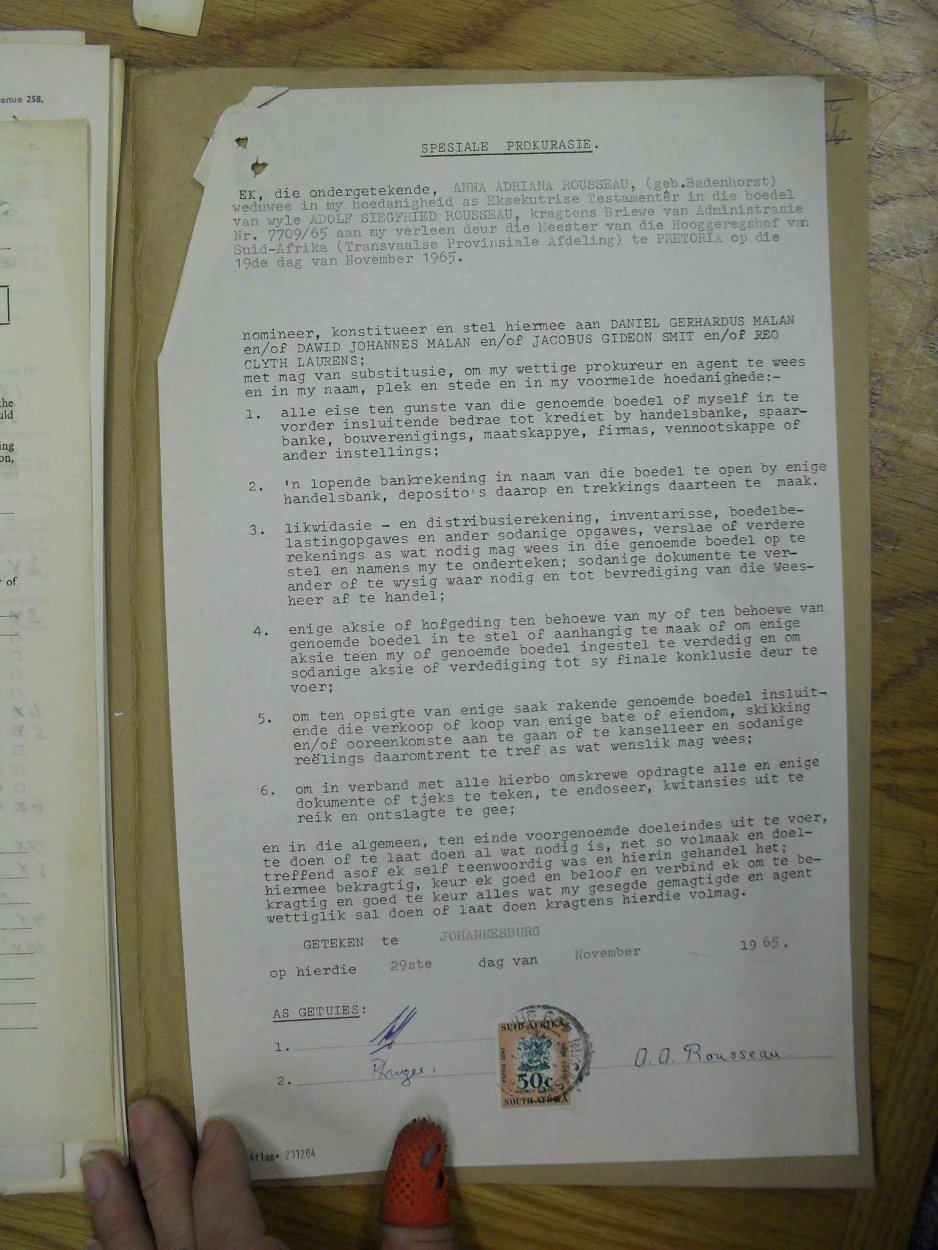 enue 258.
SPESIALE PROKURASIE.
EK, die ondergetekende, ANNA ADRIANA ROUSSEAU, (geb.Badenhorst)
weduwee in my hoedanigheid as Eksekutrise Testamentêr in die boedel
van wyle ADOLF SIEGFRIED ROUSSEAU, kragtens Briewe van Administrasie
Nr. 7709/65 aan my verleen deur die Meester van die Hooggeregshof van
Suid-Afrika (Transvaalse Provinsiale Afdeling) te PRETORIA op die
19de dag van November 1965.
nomineer, konstitueer en stel hiermee aan DANIEL GERHARDUS MALAN
en/of DAWID JOHANNES MALAN en/of JACOBUS GIDEON SMIT en/of REO
CLYTH LAURENS;
met mag van substitusie, om my wettige prokureur en agent te wees
en in my naam, plek en stede en in my voormelde hoedanighede:-
1. alle eise ten gunste van die genoemde boedel of myself in te
vorder insluitende bedrae tot krediet by handelsbanke, spaar-
banke, bouverenigings, maatskappye, firmas, vennootskappe of
ander instellings;
2. 'n lopende bankrekening in naam van die boedel te open by enige
handelsbank, deposito's daarop en trekkings daarteen te maak.
3. likwidasie - en distribusierekening, inventarisse, boedelbe-
lastingopgawes en ander sodanige opgawes, verslae of verdere
rekenings as wat nodig mag wees in die genoemde boedel op te
stel en namens my te onderteken; sodanige dokumente te ver-
ander of te wysig waar nodig en tot bevrediging van die Wees-
heer af te handel;
4. enige aksie of hofgeding ten behoewe van my of ten behoewe van
genoemde boedel in te stel of aanhangig te maak of om enige
aksie teen my of genoemde boedel ingestel te verdedig en om
sodanige aksie of verdediging tot sy finale konklusie deur te
voer;
5. om ten opsigte van enige saak rakende genoemde boedel insluit-
ende die verkoop of koop van enige bate of eiendom, skikking
en/of ooreenkomste aan te gaan of te kanselleer en sodanige
reëlings daaromtrent te tref as wat wenslik mag wees;
6. om in verband met alle hierbo omskrewe opdragte alle en enige
dokumente of tjeks te teken, te endoseer, kwitansies uit te
reik en ontslagte te gee;
en in die algemeen, ten einde voorgenoemde doeleindes uit te voer,
te doen of te laat doen al wat nodig is, net so volmaak en doel-
treffend asof ek self teenwoordig was en hierin gehandel het;
hiermee bekragtig, keur ek goed en beloof en verbind ek om te be-
kragtig en goed te keur alles wat my gesegde gemagtigde en agent
wettiglik sal doen of laat doen kragtens hierdie volmag.
GETEKEN te JOHANNESBURG
op hierdie 29ste dag van November 1965.
AS GETUIES:
1.
2. Kruger.
A. A. Rousseau
SUID-AFRIKA
50c
SOUTH AFRICA
Atlas• 231264
the
uld
ing
on,
r of